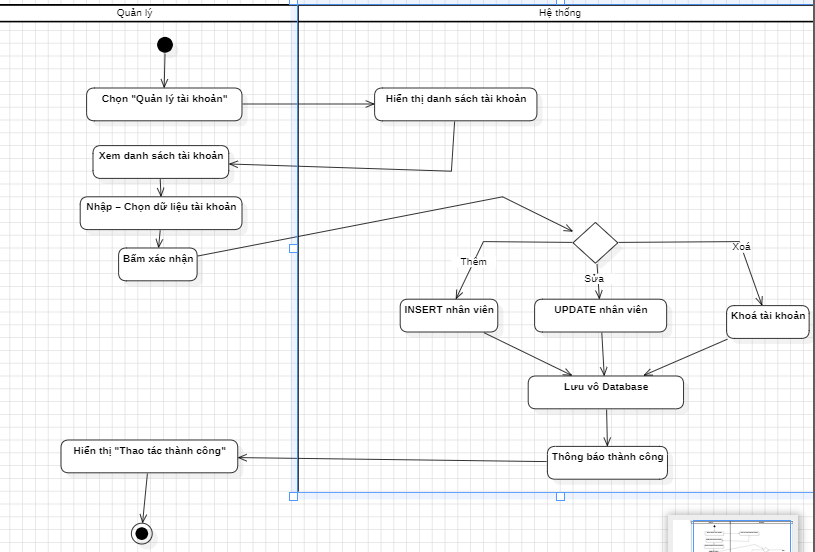 Quản lý
Hệ thống
Chọn "Quản lý tài khoản"
Hiển thị danh sách tài khoản
Xem danh sách tài khoản
Nhập – Chọn dữ liệu tài khoản
Bấm xác nhận
Thêm
Sửa
Xoá
INSERT nhân viên
UPDATE nhân viên
Khoá tài khoản
Lưu vô Database
Hiển thị "Thao tác thành công"
Thông báo thành công